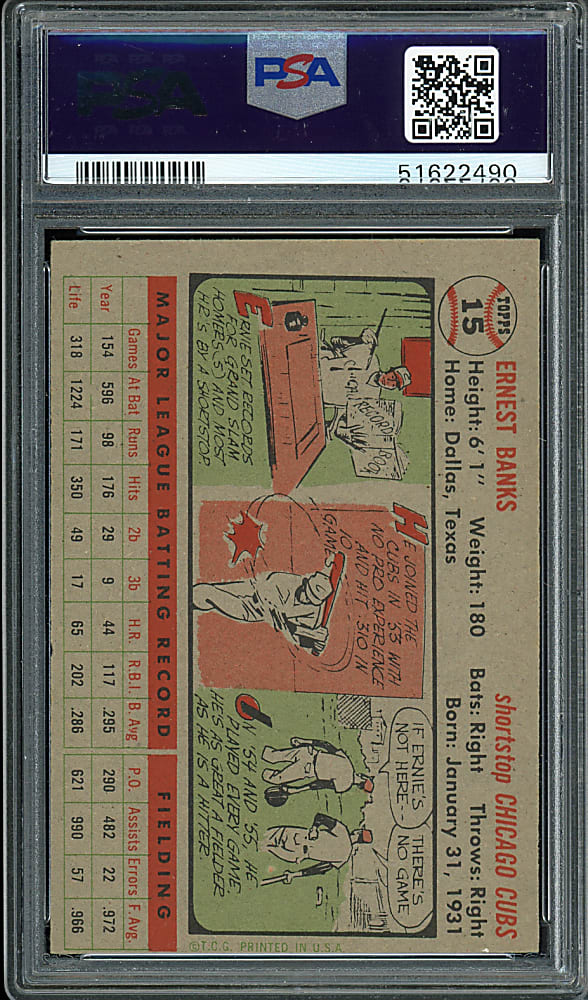 PSA
PSA
51622490
TOPPS
15
ERNEST BANKS
shortstop CHICAGO CUBS
Height: 6' 1" Weight: 180 Bats: Right Throws: Right
Home: Dallas, Texas Born: January 31, 1931
RECORD
BOOK
ERNIE SET RECORDS
FOR GRAND SLAM
HOMERS (5) AND MOST
HR'S BY A SHORTSTOP
HE JOINED THE
CUBS IN '53 WITH
NO PRO EXPERIENCE
AND HIT .310 IN
10
GAMES
IF ERNIE'S
NOT HERE--
THERE'S
NO GAME
IN '54 AND '55, HE
PLAYED EVERY GAME.
HE'S AS GREAT A FIELDER
AS HE IS A HITTER
©T.C.G. PRINTED IN U.S.A.
MAJOR LEAGUE BATTING RECORD FIELDING
Games At Bat Runs Hits 2b 3b H.R. R.B.I. B. Avg P.O. Assists Errors F. Avg.
Year 154 596 98 176 29 9 44 117 .295 290 482 22 .972
Life 318 1224 171 350 49 17 65 202 .286 621 990 57 .966